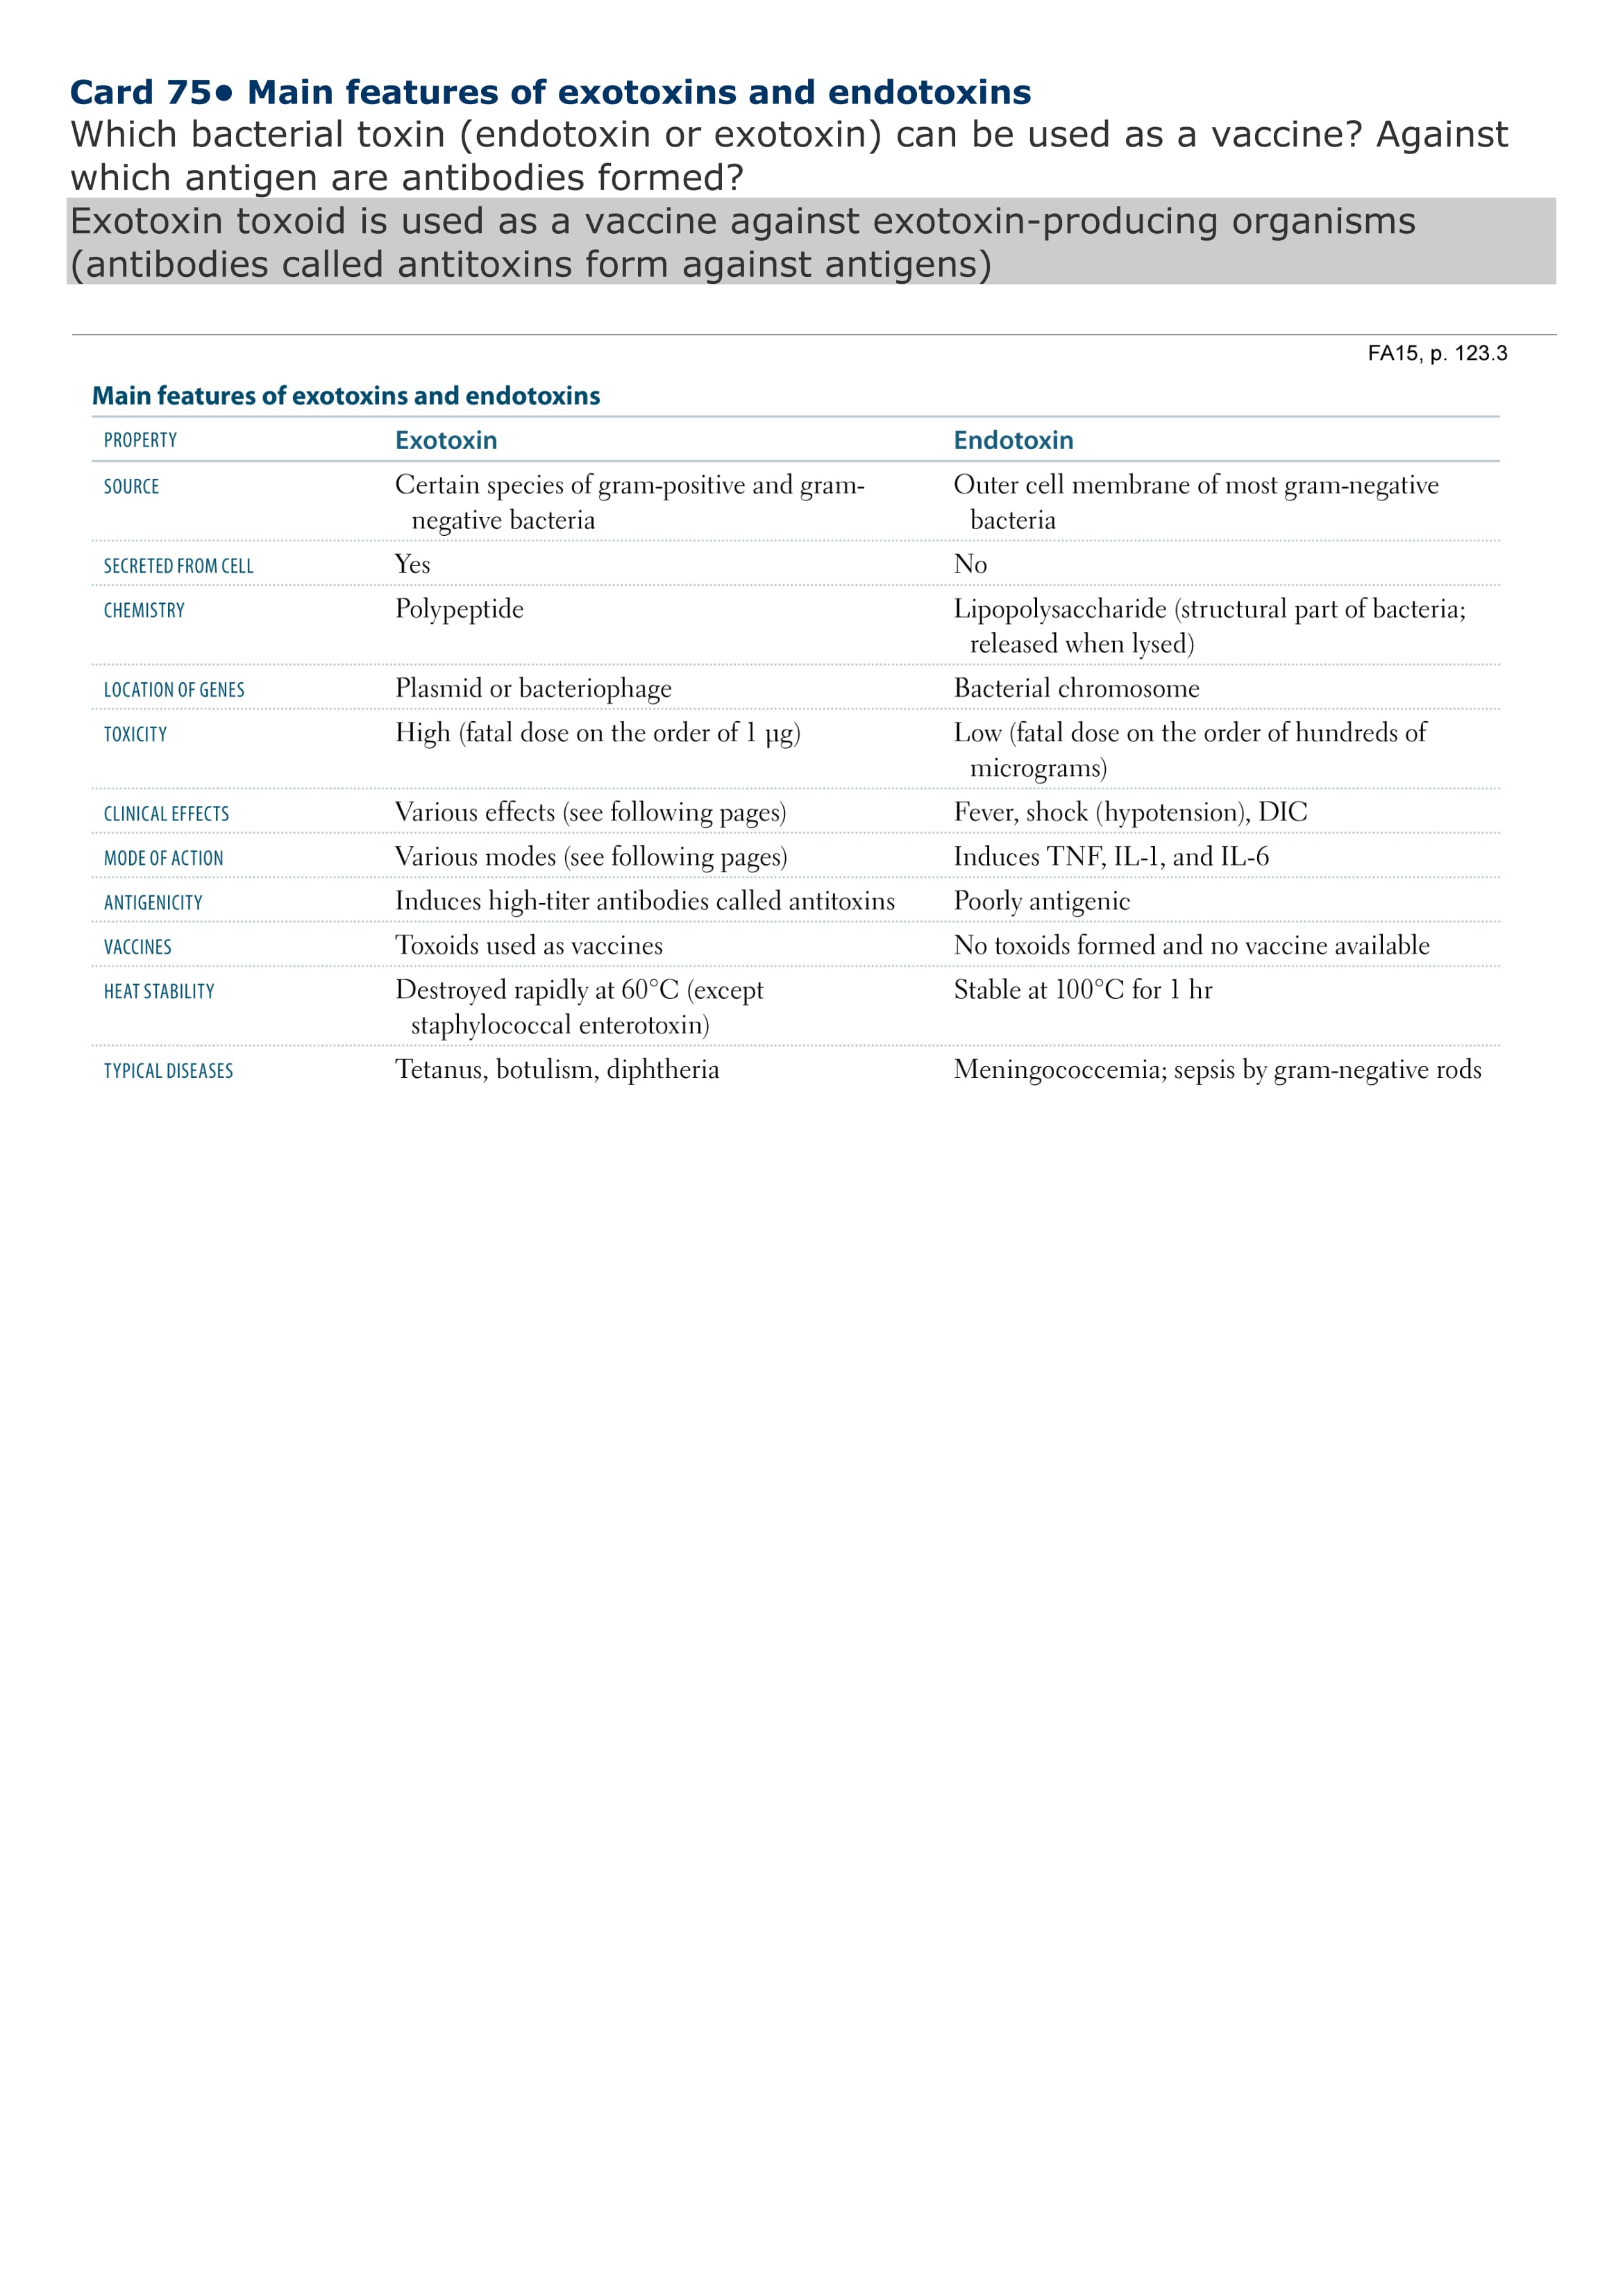 Card 75● Main features of exotoxins and endotoxins
Which bacterial toxin (endotoxin or exotoxin) can be used as a vaccine? Against
which antigen are antibodies formed?
Exotoxin toxoid is used as a vaccine against exotoxin-producing organisms
(antibodies called antitoxins form against antigens)
FA15, p. 123.3
Main features of exotoxins and endotoxins
PROPERTY Exotoxin Endotoxin
SOURCE Certain species of gram-positive and gram- Outer cell membrane of most gram-negative
negative bacteria bacteria
SECRETED FROM CELL Yes No
CHEMISTRY Polypeptide Lipopolysaccharide (structural part of bacteria;
released when lysed)
LOCATION OF GENES Plasmid or bacteriophage Bacterial chromosome
TOXICITY High (fatal dose on the order of 1 µg) Low (fatal dose on the order of hundreds of
micrograms)
CLINICAL EFFECTS Various effects (see following pages) Fever, shock (hypotension), DIC
MODE OF ACTION Various modes (see following pages) Induces TNF, IL-1, and IL-6
ANTIGENICITY Induces high-titer antibodies called antitoxins Poorly antigenic
VACCINES Toxoids used as vaccines No toxoids formed and no vaccine available
HEAT STABILITY Destroyed rapidly at 60°C (except Stable at 100°C for 1 hr
staphylococcal enterotoxin)
TYPICAL DISEASES Tetanus, botulism, diphtheria Meningococcemia; sepsis by gram-negative rods